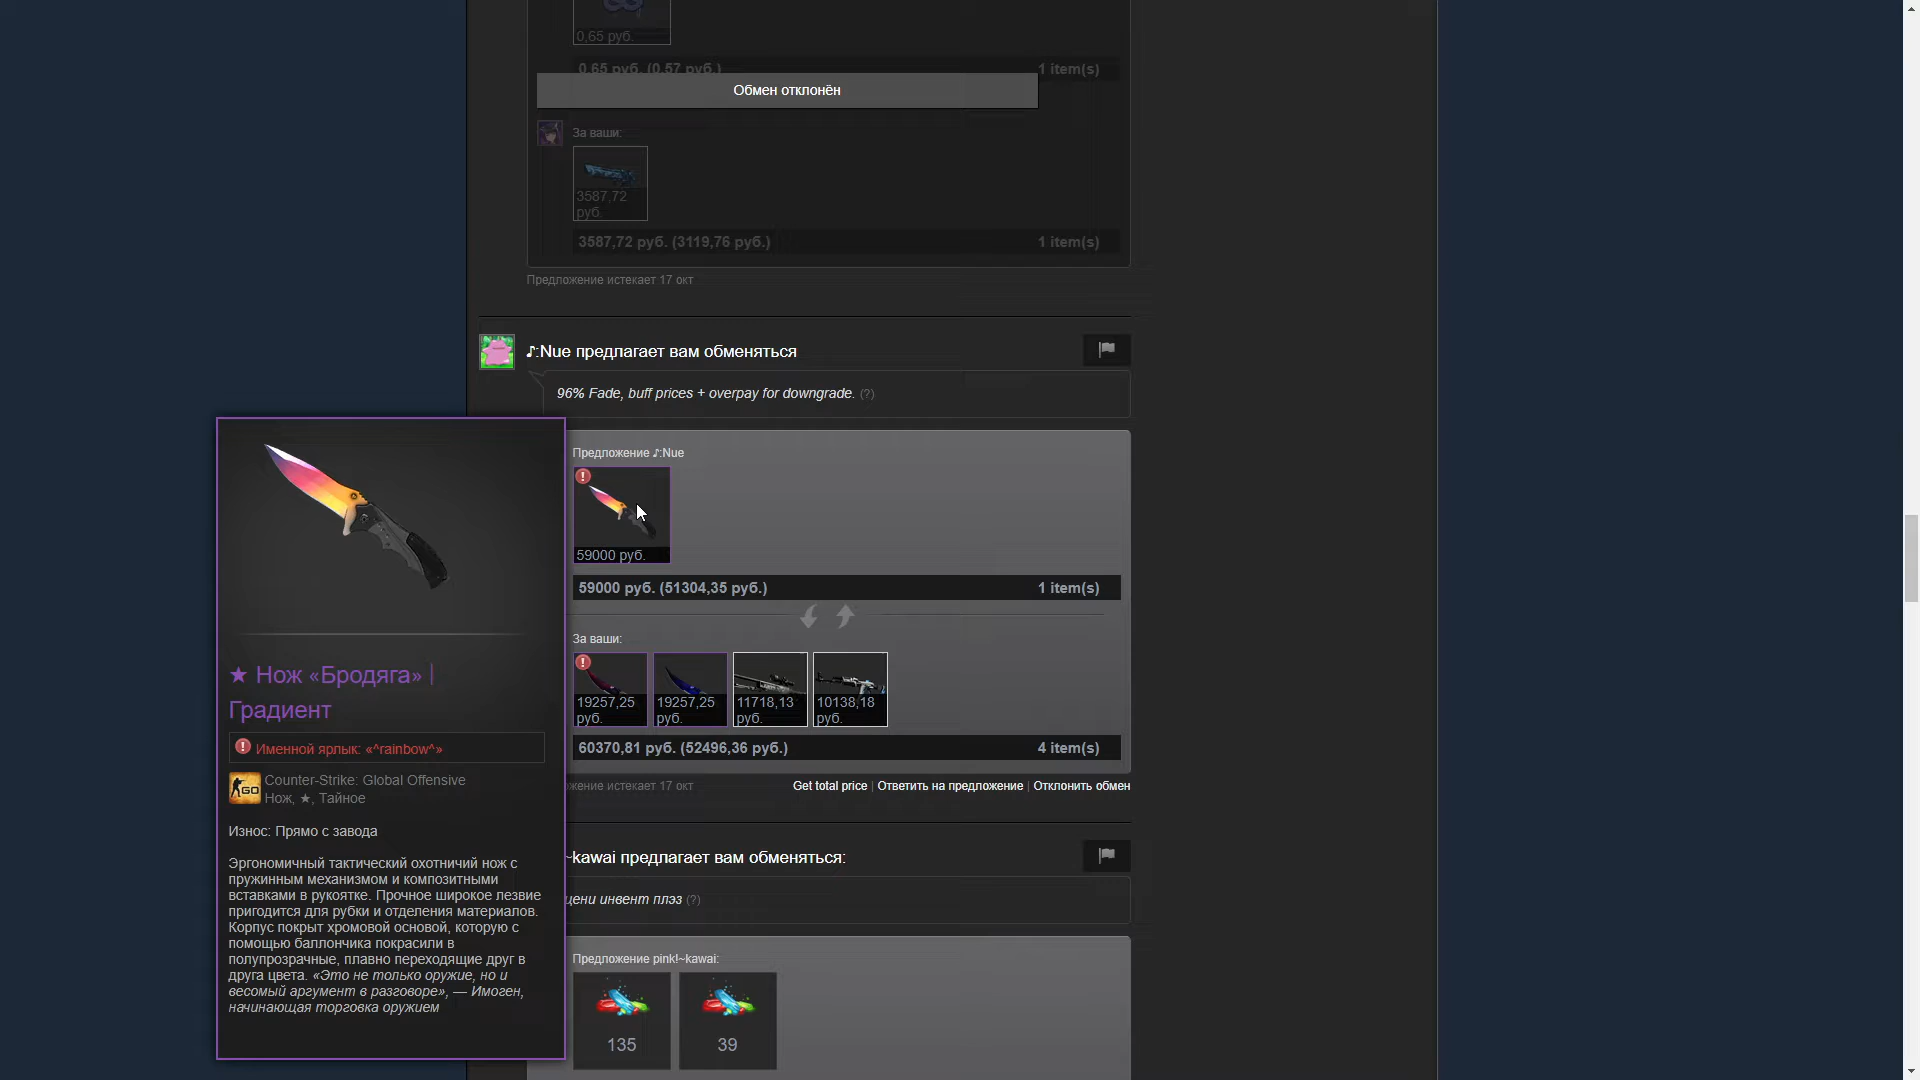 0,65 руб.
0,65 руб. (0,57 руб.)
1 item(s)
Обмен отклонён
За ваши:
3587,72
руб.
3587,72 руб. (3119,76 руб.)
1 item(s)
Предложение истекает 17 окт
♪:Nue предлагает вам обменяться
96% Fade, buff prices + overpay for downgrade. (?)
Предложение ♪:Nue
59000 руб.
59000 руб. (51304,35 руб.)
1 item(s)
За ваши:
19257,25
руб.
19257,25
руб.
11718,13
руб.
10138,18
руб.
60370,81 руб. (52496,36 руб.)
4 item(s)
жение истекает 17 окт
Get total price | Ответить на предложение | Отклонить обмен
★ Нож «Бродяга» |
Градиент
Именной ярлык: «^rainbow^»
GO
Counter-Strike: Global Offensive
Нож, ★, Тайное
Износ: Прямо с завода
Эргономичный тактический охотничий нож с
пружинным механизмом и композитными
вставками в рукоятке. Прочное широкое лезвие
пригодится для рубки и отделения материалов.
Корпус покрыт хромовой основой, которую с
помощью баллончика покрасили в
полупрозрачные, плавно переходящие друг в
друга цвета. «Это не только оружие, но и
весомый аргумент в разговоре», — Имоген,
начинающая торговка оружием
~kawai предлагает вам обменяться:
цени инвент плэз (?)
Предложение pink!~kawai:
135
39